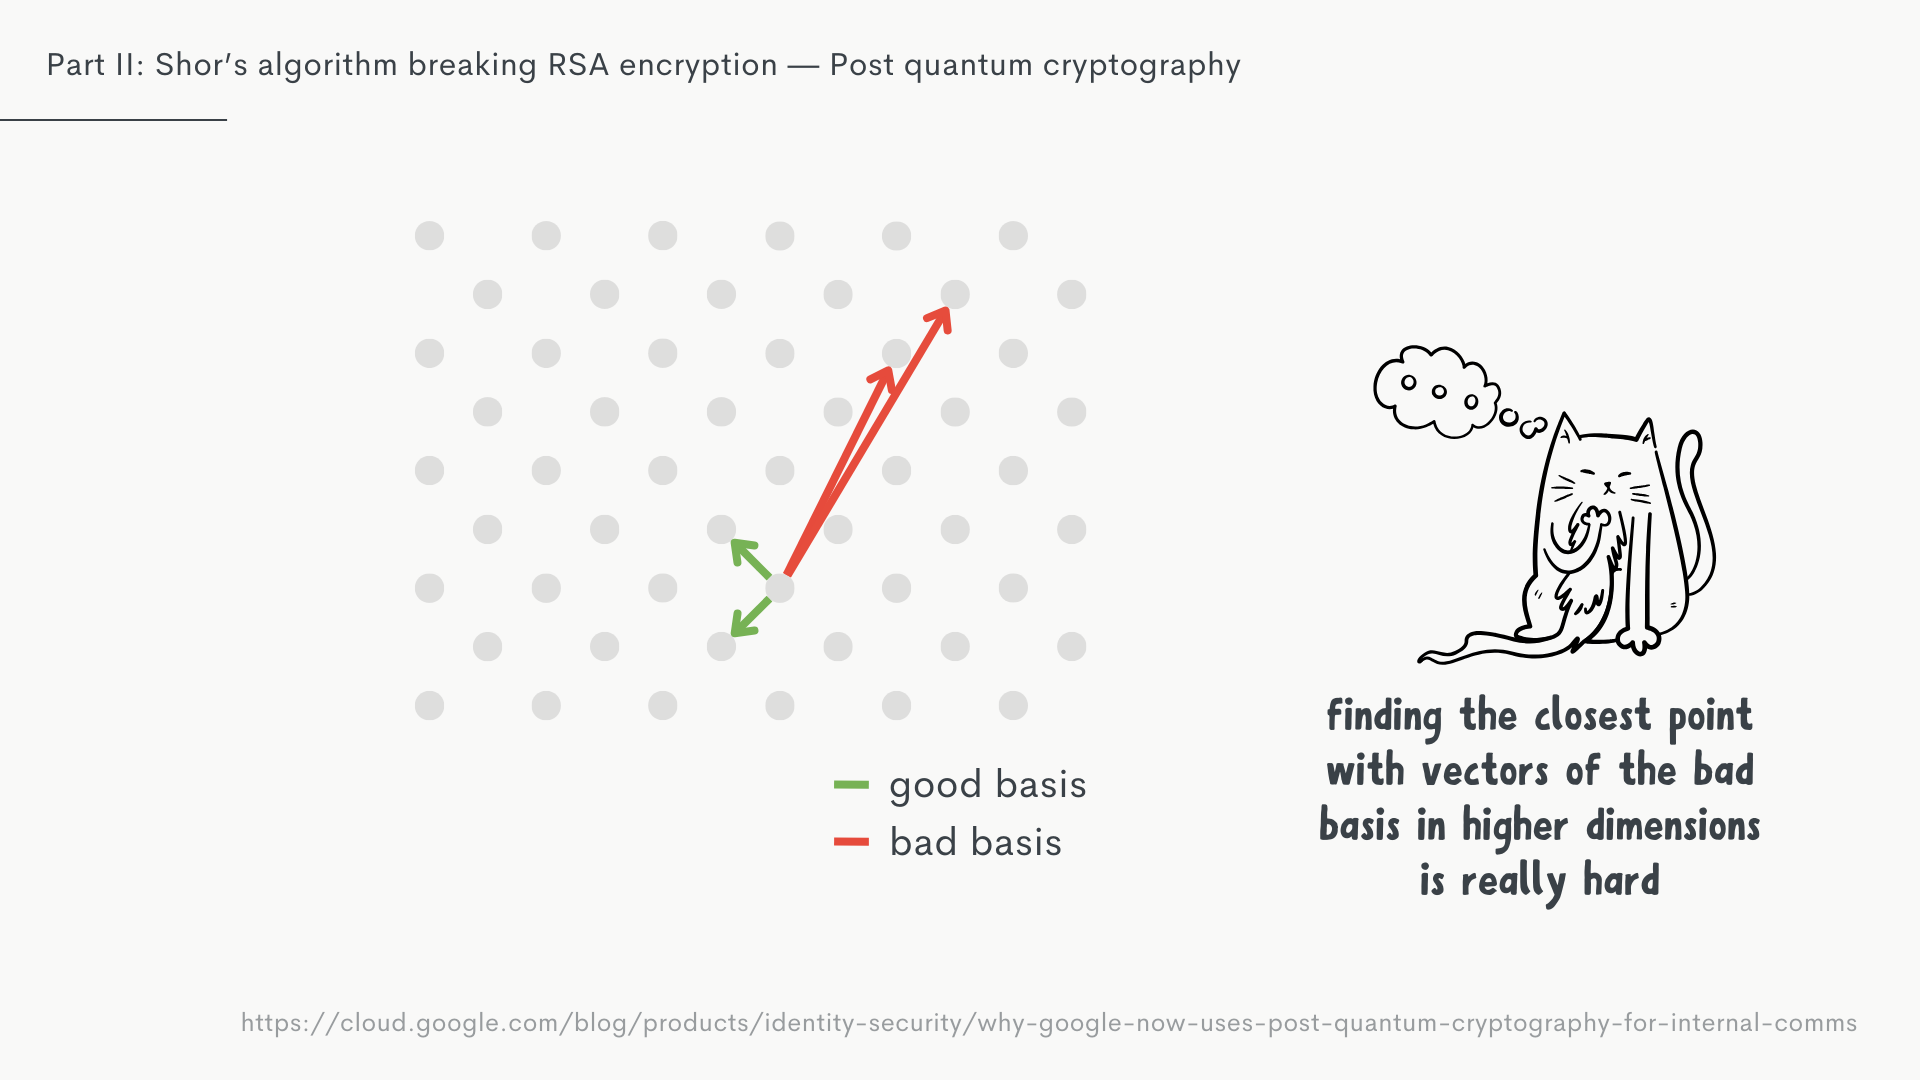 Part II: Shor’s algorithm breaking RSA encryption — Post quantum cryptography
good basis
bad basis
finding the closest point
with vectors of the bad
basis in higher dimensions
is really hard
https://cloud.google.com/blog/products/identity-security/why-google-now-uses-post-quantum-cryptography-for-internal-comms